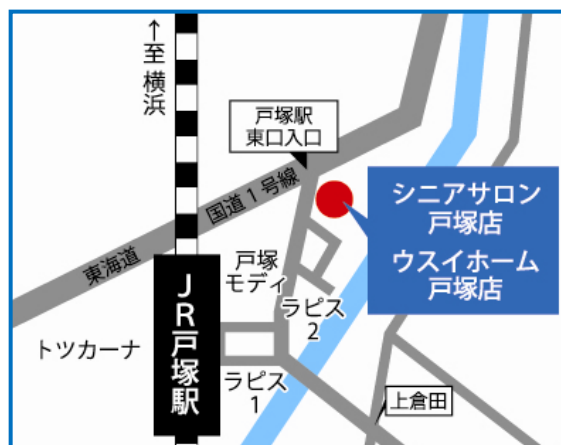 ↑至 横浜
戸塚駅
東口入口
国道1号線
東海道
シニアサロン
戸塚店
ウスイホーム
戸塚店
戸塚
モディ
ラピス
2
JR戸塚駅
トツカーナ
ラピス
1
上倉田